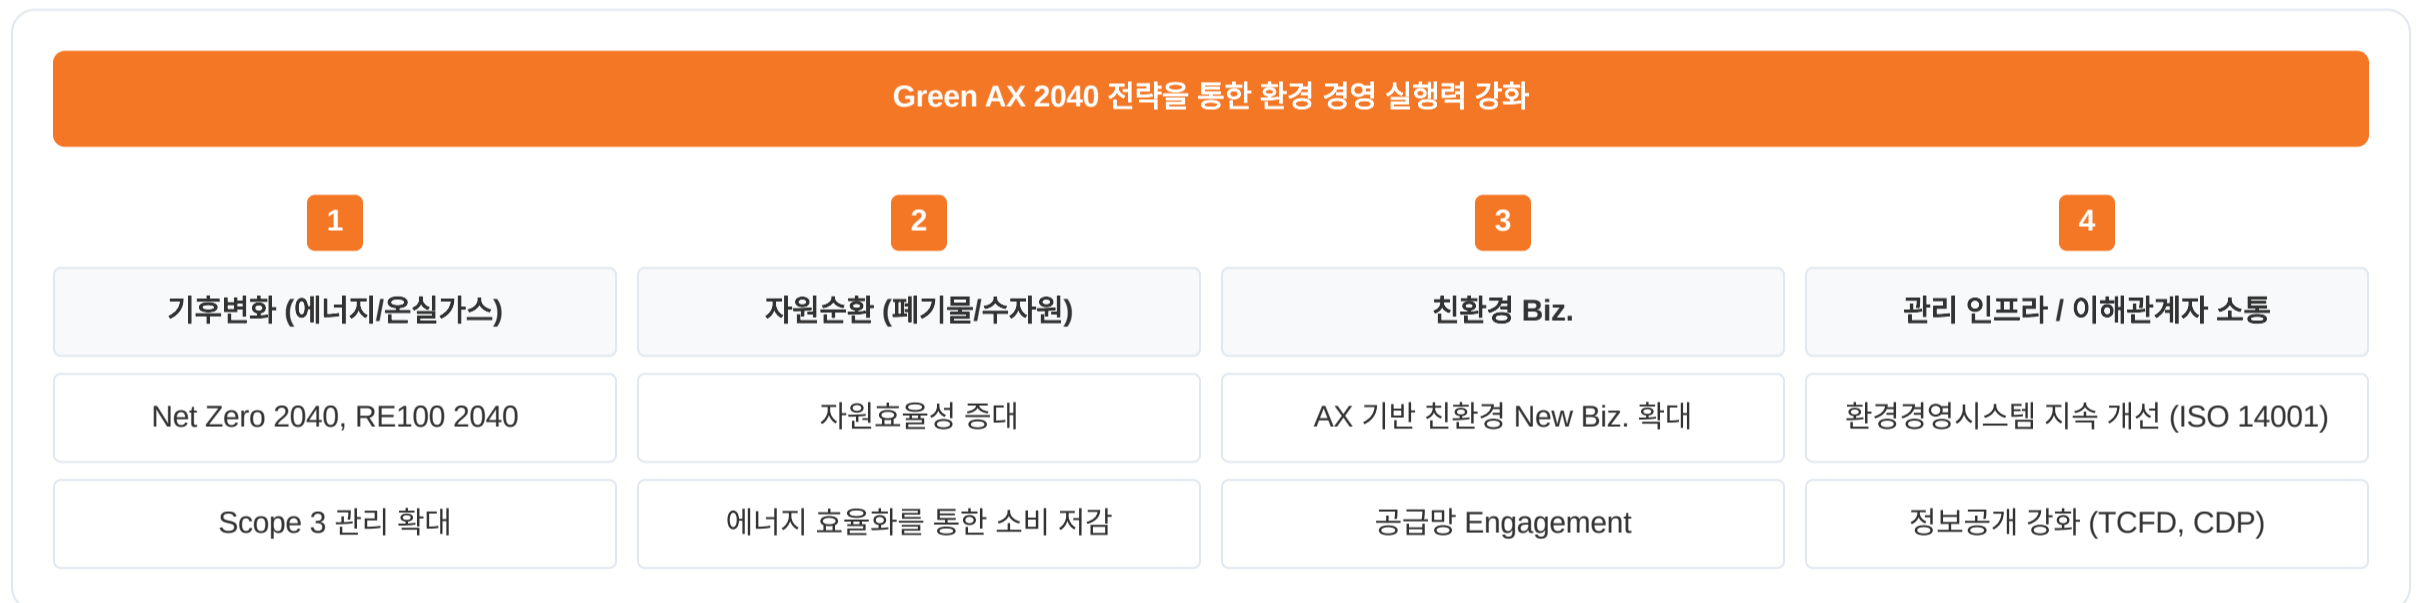 Green AX 2040 전략을 통한 환경 경영 실행력 강화
1
기후변화 (에너지/온실가스)
Net Zero 2040, RE100 2040
Scope 3 관리 확대
2
자원순환 (폐기물/수자원)
자원효율성 증대
에너지 효율화를 통한 소비 저감
3
친환경 Biz.
AX 기반 친환경 New Biz. 확대
공급망 Engagement
4
관리 인프라 / 이해관계자 소통
환경경영시스템 지속 개선 (ISO 14001)
정보공개 강화 (TCFD, CDP)